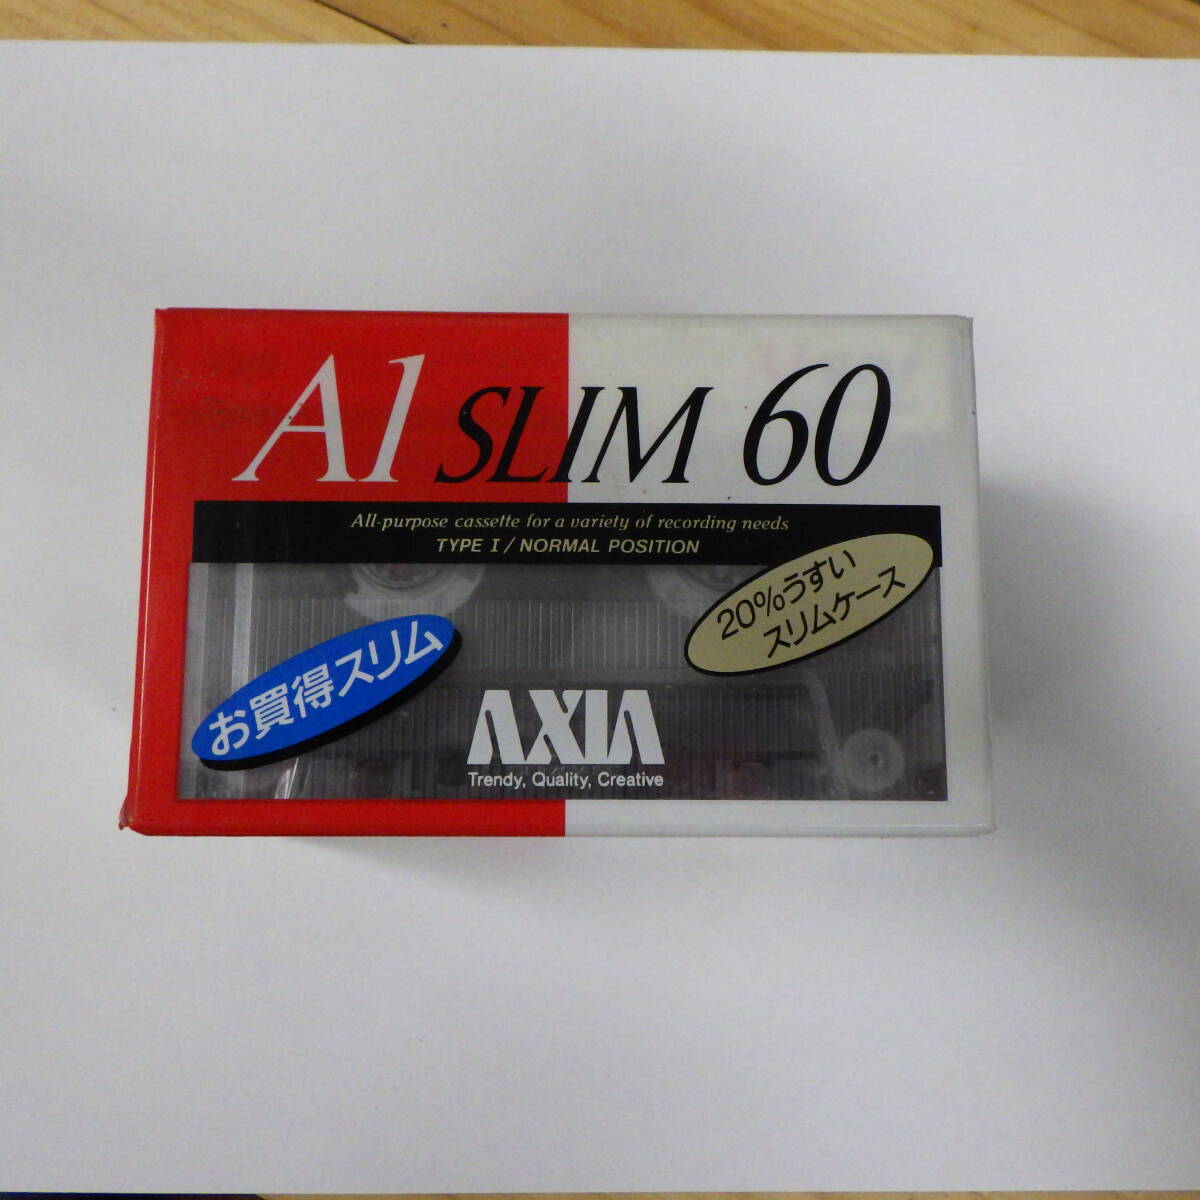 A1 SLIM 60
All-purpose cassette for a variety of recording needs
TYPE I / NORMAL POSITION
20%うすい
スリムケース
お買得スリム
AXIA
Trendy, Quality, Creative